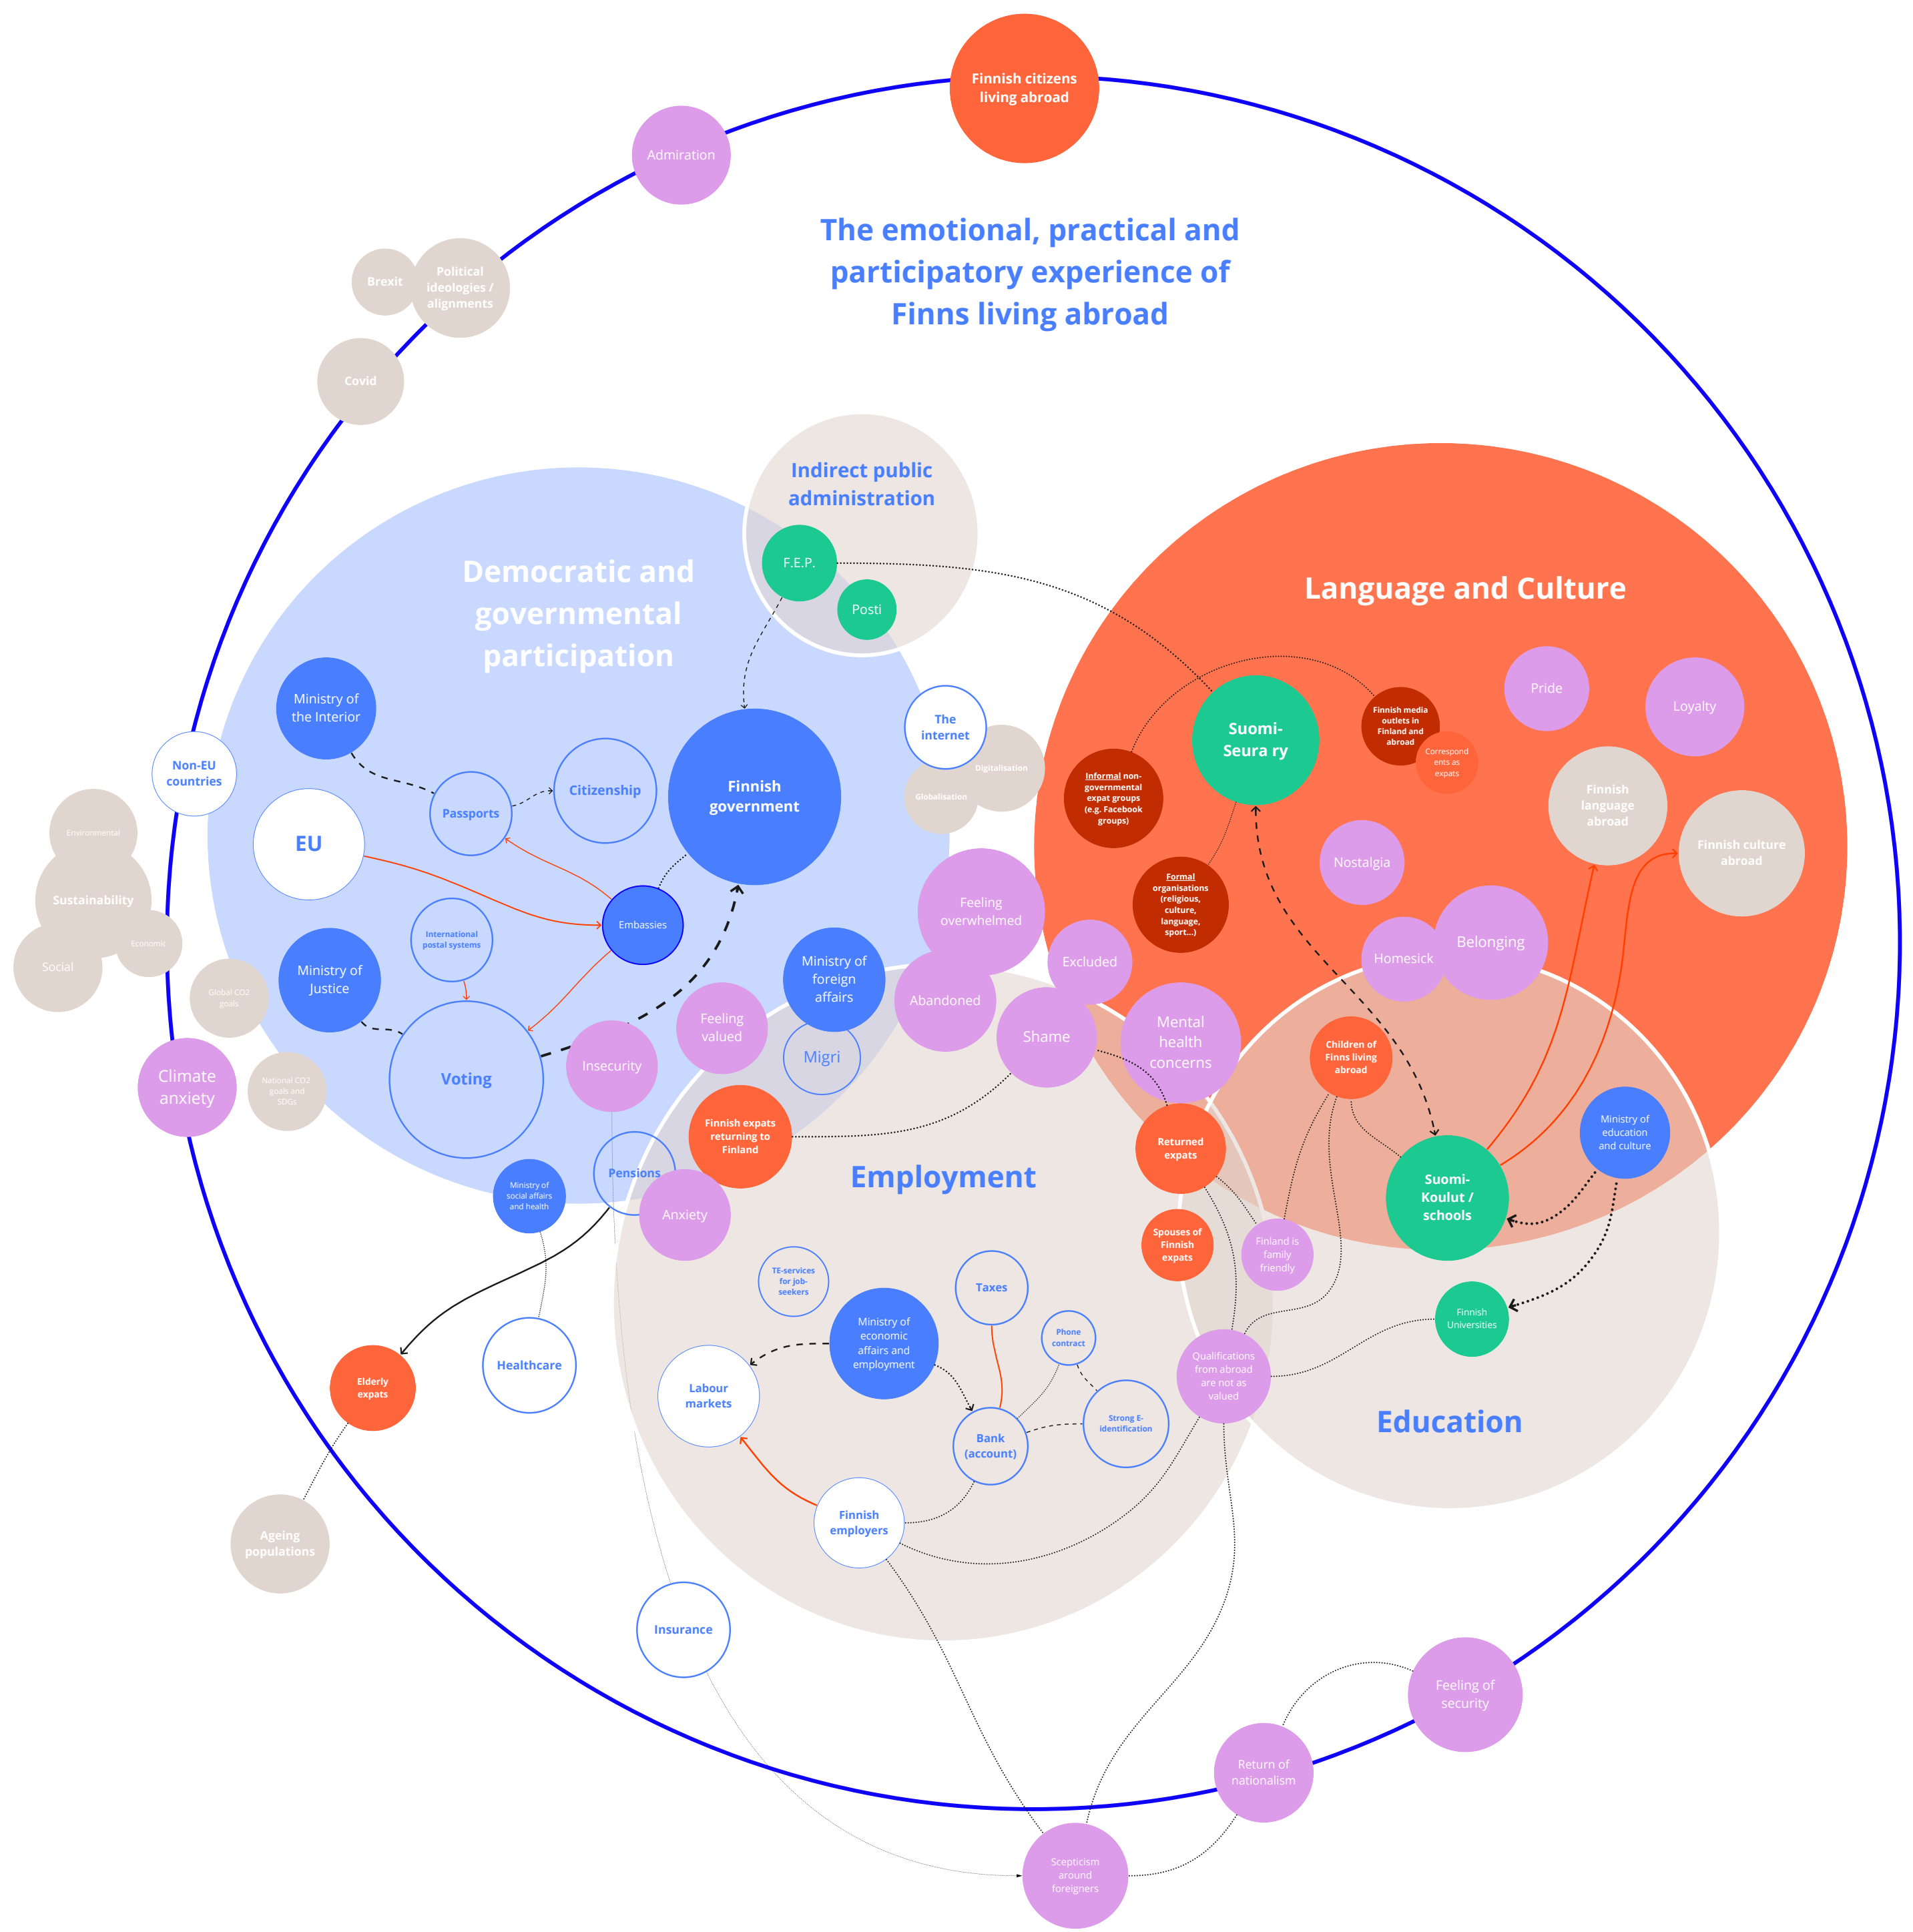 Finnish citizens
living abroad
Admiration
The emotional, practical and
participatory experience of
Finns living abroad
Brexit
Political
ideologies /
alignments
Covid
Indirect public
administration
F.E.P.
Posti
Democratic and
governmental
participation
Language and Culture
Ministry of
the Interior
Non-EU
countries
EU
Passports
Citizenship
Finnish
government
The
internet
Digitalisation
Globalisation
Suomi-
Seura ry
Finnish media
outlets in
Finland and
abroad
Correspond
ents as
expats
Pride
Loyalty
Informal non-
governmental
expat groups
(e.g. Facebook
groups)
Finnish
language
abroad
Finnish culture
abroad
Nostalgia
Formal
organisations
(religious,
culture,
language,
sport...)
Environmental
Sustainability
Economic
Social
International
postal systems
Embassies
Feeling
overwhelmed
Excluded
Homesick
Belonging
Ministry of
Justice
Global CO2
goals
Ministry of
foreign
affairs
Abandoned
Feeling
valued
Shame
Mental
health
concerns
Children of
Finns living
abroad
Climate
anxiety
National CO2
goals and
SDGs
Voting
Insecurity
Migri
Finnish expats
returning to
Finland
Returned
expats
Ministry of
education
and culture
Pensions
Employment
Suomi-
Koulut /
schools
Ministry of
social affairs
and health
Anxiety
Spouses of
Finnish
expats
Finland is
family
friendly
TE-services
for job-
seekers
Taxes
Ministry of
economic
affairs and
employment
Phone
contract
Finnish
Universities
Healthcare
Elderly
expats
Labour
markets
Qualifications
from abroad
are not as
valued
Education
Bank
(account)
Strong E-
identification
Finnish
employers
Ageing
populations
Insurance
Feeling of
security
Return of
nationalism
Scepticism
around
foreigners